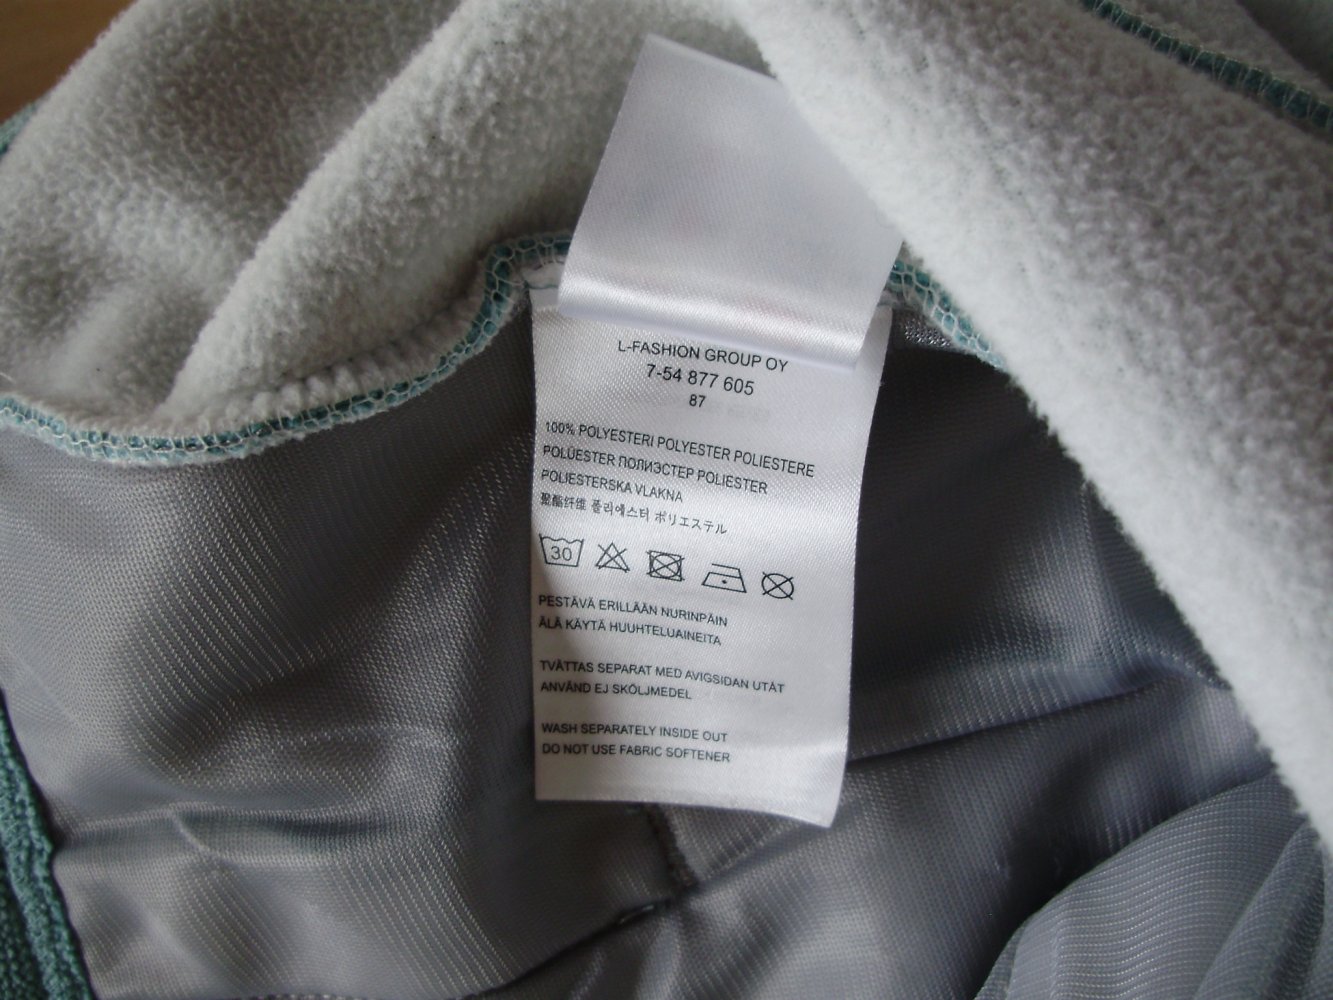 L-FASHION GROUP OY
7-54 877 605
87
100% POLYESTERI POLYESTER POLIESTERE
POLÜESTER ПОЛИЭСТЕР POLIESTER
POLIESTERSKA VLAKNA
聚酯纤维 폴리에스터 ポリエステル
30
PESTÄVÄ ERILLÄÄN NURINPÄIN
ÄLÄ KÄYTÄ HUUHTELUAINEITA
TVÄTTAS SEPARAT MED AVIGSIDAN UTÅT
ANVÄND EJ SKÖLJMEDEL
WASH SEPARATELY INSIDE OUT
DO NOT USE FABRIC SOFTENER